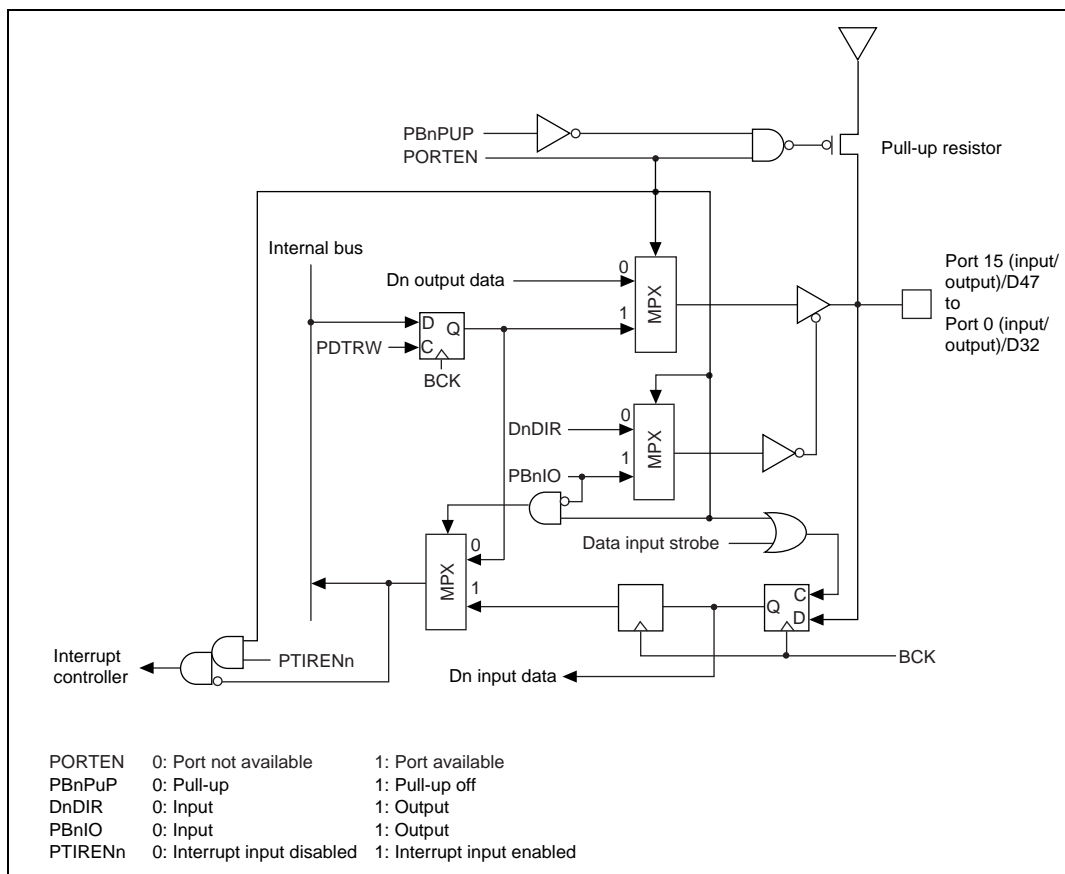 PBnPUP
PORTEN
Pull-up resistor
Internal bus
Dn output data
0
1
MPX
Port 15 (input/
output)/D47
to
Port 0 (input/
output)/D32
D
Q
C
PDTRW
BCK
DnDIR
0
1
MPX
PBnIO
Data input strobe
MPX
0
1
Q
C
D
BCK
Interrupt
controller
PTIRENn
Dn input data
PORTEN 0: Port not available 1: Port available
PBnPuP 0: Pull-up 1: Pull-up off
DnDIR 0: Input 1: Output
PBnIO 0: Input 1: Output
PTIRENn 0: Interrupt input disabled 1: Interrupt input enabled